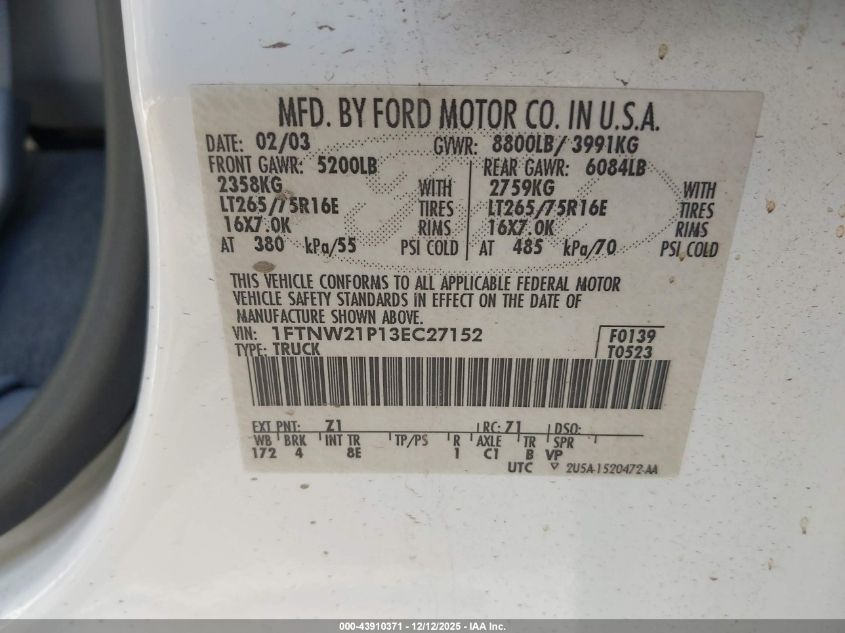 MFD. BY FORD MOTOR CO. IN U.S.A.
DATE: 02/03 GVWR: 8800LB/ 3991KG
FRONT GAWR: 5200LB REAR GAWR: 6084LB
2358KG WITH 2759KG WITH
LT265/75R16E TIRES LT265/75R16E TIRES
16X7.0K RIMS 16X7.0K RIMS
AT 380 kPa/55 PSI COLD AT 485 kPa/70 PSI COLD
THIS VEHICLE CONFORMS TO ALL APPLICABLE FEDERAL MOTOR
VEHICLE SAFETY STANDARDS IN EFFECT ON THE DATE OF
MANUFACTURE SHOWN ABOVE.
VIN: 1FTNW21P13EC27152 F0139
TYPE: TRUCK T0523
EXT PNT: Z1 RC: 71 DSO:
WB BRK INT TR TP/PS R AXLE TR SPR
172 4 8E 1 C1 B VP
UTC 2U5A-1520472-AA
000-43910371 - 12/12/2025 - IAA Inc.